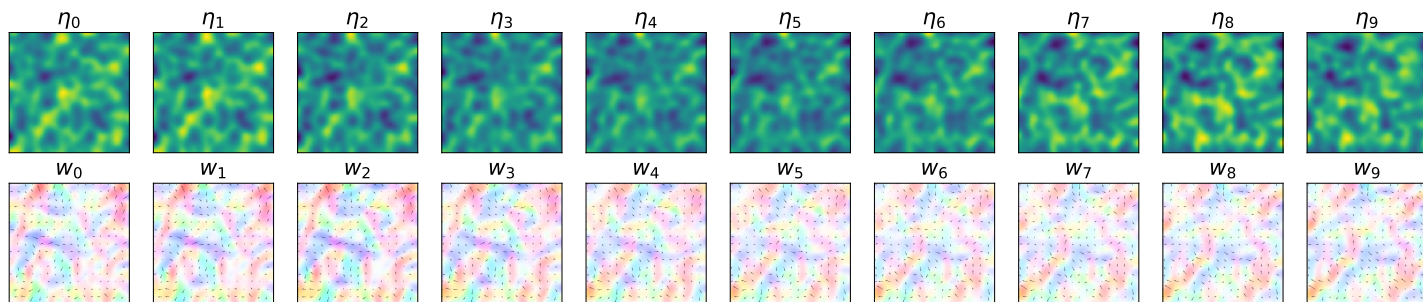 η₀ η₁ η₂ η₃ η₄ η₅ η₆ η₇ η₈ η₉
w₀ w₁ w₂ w₃ w₄ w₅ w₆ w₇ w₈ w₉